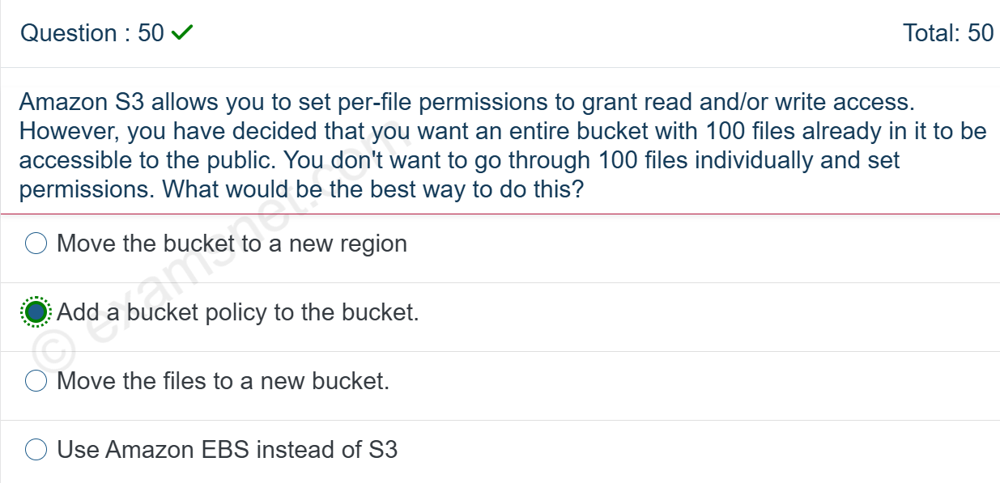 Question : 50
Total: 50
Amazon S3 allows you to set per-file permissions to grant read and/or write access.
However, you have decided that you want an entire bucket with 100 files already in it to be
accessible to the public. You don't want to go through 100 files individually and set
permissions. What would be the best way to do this?
Move the bucket to a new region
Add a bucket policy to the bucket.
Move the files to a new bucket.
Use Amazon EBS instead of S3
© examsnet.com